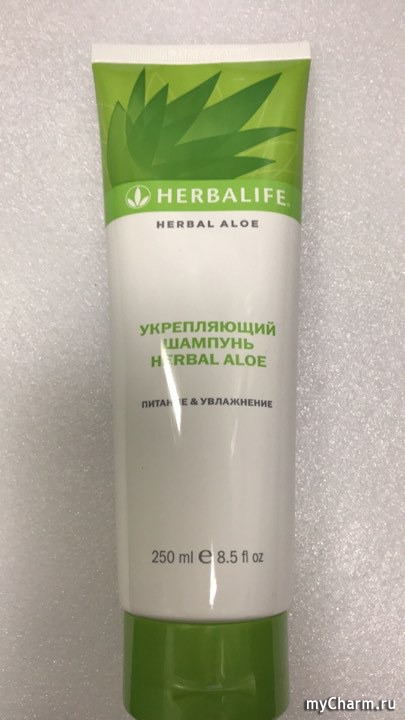 HERBALIFE.
HERBAL ALOE
УКРЕПЛЯЮЩИЙ
ШАМПУНЬ
HERBAL ALOE
ПИТАНИЕ & УВЛАЖНЕНИЕ
250 ml ℮ 8.5 fl oz
myCharm.ru